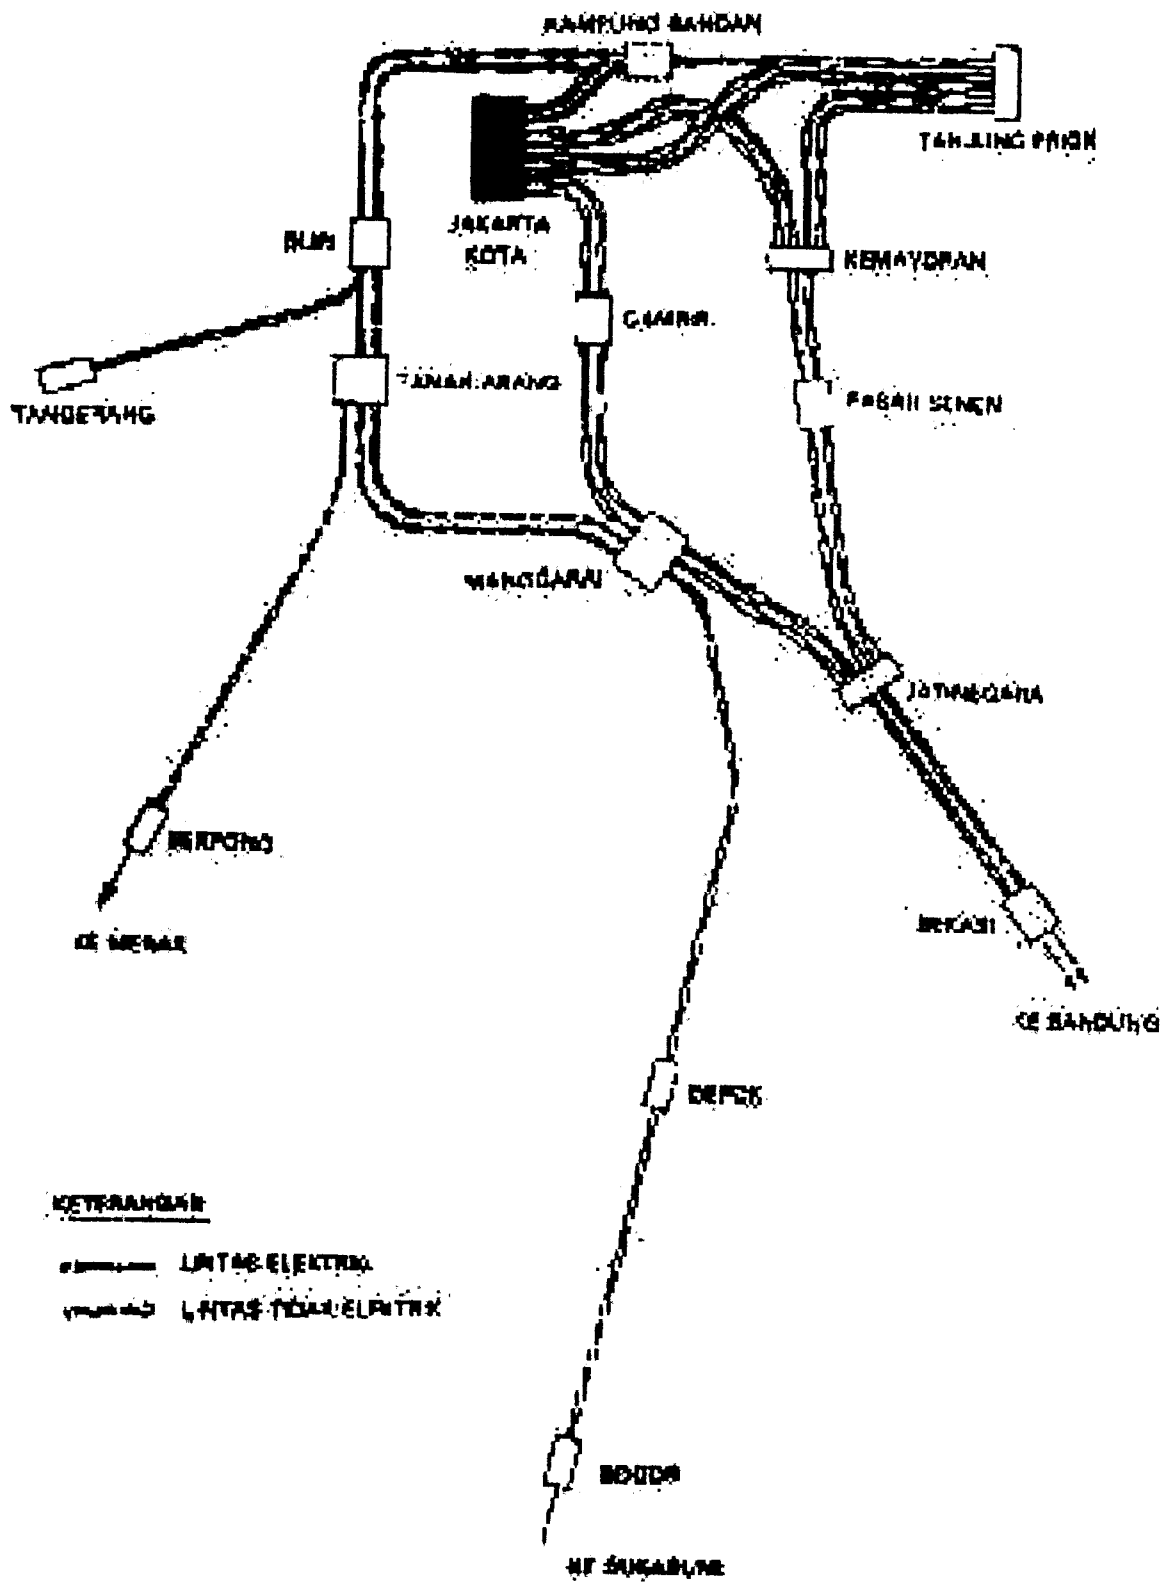 KAMPUNG BANDAN
TANJUNG PRIOK
JAKARTA
KOTA
KEMAYORAN
GAMBIR
TANAH ABANG
PASAR SENEN
TANGERANG
MANGGARAI
JATINEGARA
SERPONG
BEKASI
KE MERAK
KE BANDUNG
DEPOK
KETERANGAN
LINTAS ELEKTRIK
LINTAS TIDAK ELEKTRIK
BOGOR
KE SUKABUMI